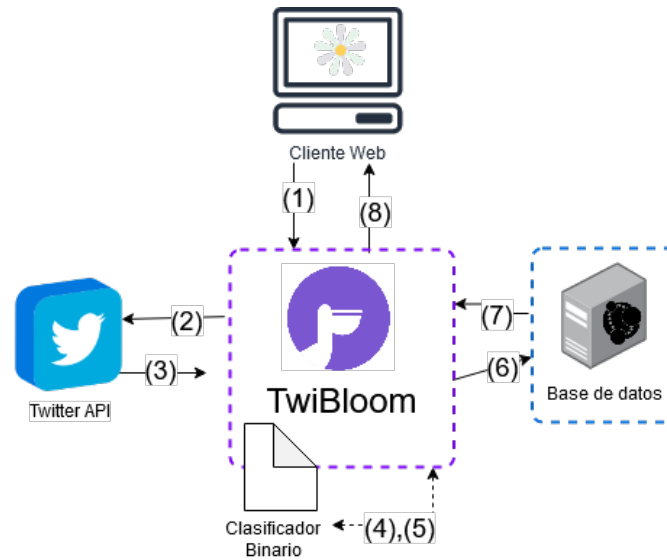 Cliente Web
(1)
(8)
(2)
(3)
Twitter API
TwiBloom
(7)
(6)
Base de datos
Clasificador
Binario
(4),(5)